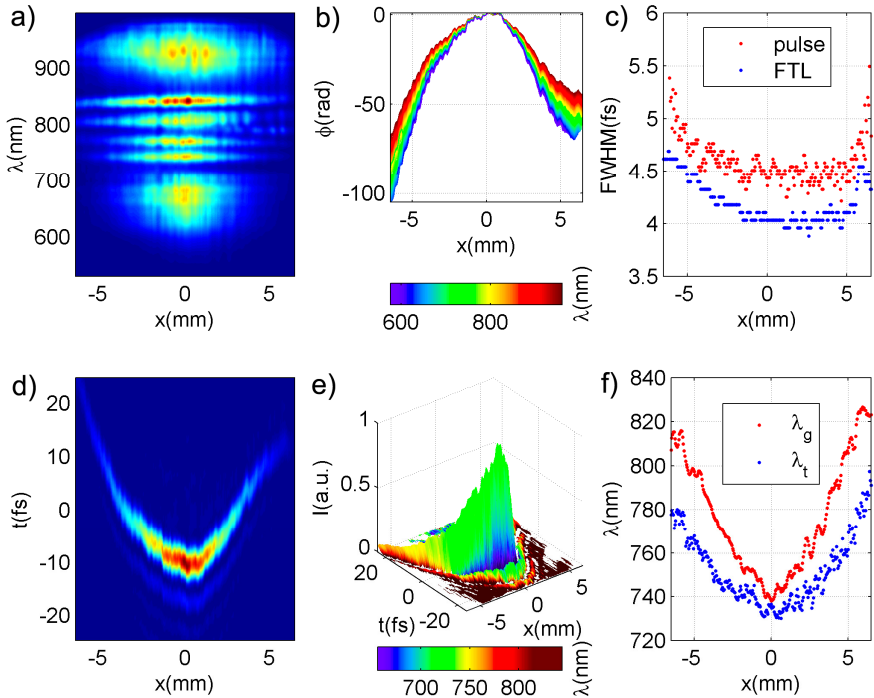 a)
900
800
700
600
λ(nm)
-5
0
5
x(mm)
b)
0
-50
-100
ϕ(rad)
-5
0
5
x(mm)
600
800
λ(nm)
c)
6
5.5
5
4.5
4
3.5
FWHM(fs)
pulse
FTL
-5
0
5
x(mm)
d)
20
10
0
-10
-20
t(fs)
-5
0
5
x(mm)
e)
1
0.5
0
I(a.u.)
20
0
-20
t(fs)
-5
0
5
x(mm)
700
750
800
λ(nm)
f)
840
820
800
780
760
740
720
λ(nm)
λg
λt
-5
0
5
x(mm)